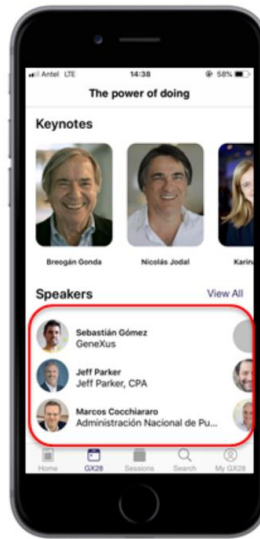 Antel LTE 14:38 58%
The power of doing
Keynotes
Breogán Gonda Nicolás Jodal Karin
Speakers View All
Sebastián Gómez
GeneXus
Jeff Parker
Jeff Parker, CPA
Marcos Cocchiararo
Administración Nacional de Pu...
Home GX28 Sessions Search My GX28